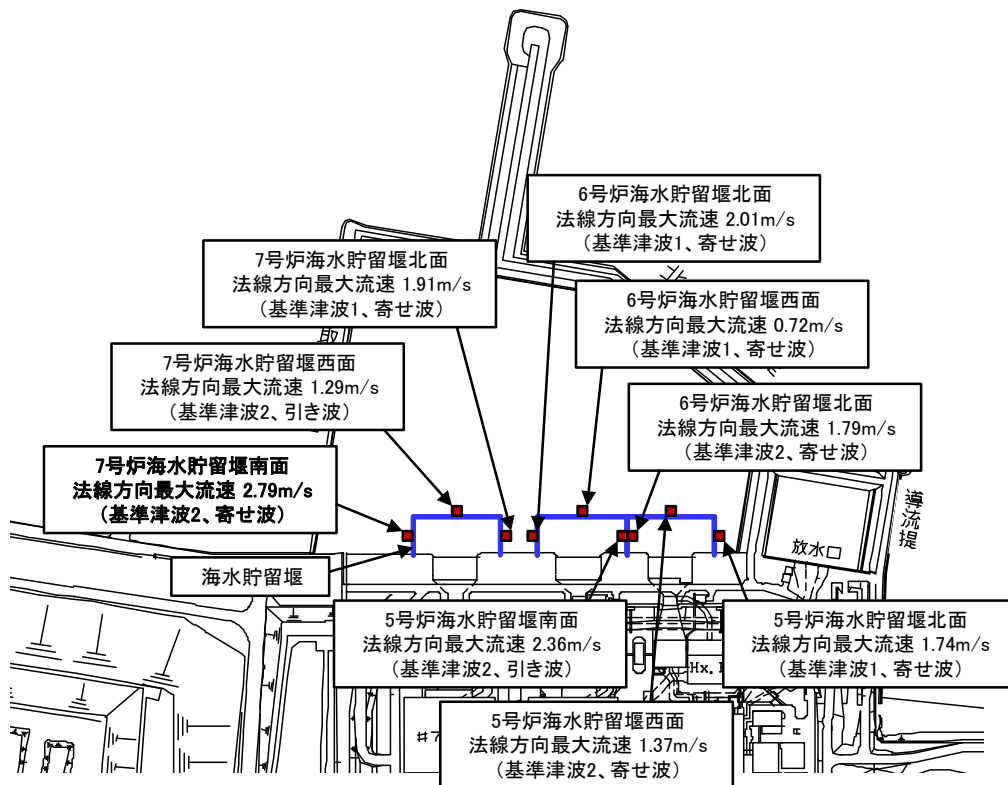 6号炉海水貯留堰北面
法線方向最大流速 2.01m/s
(基準津波1、寄せ波)
7号炉海水貯留堰北面
法線方向最大流速 1.91m/s
(基準津波1、寄せ波)
6号炉海水貯留堰西面
法線方向最大流速 0.72m/s
(基準津波1、寄せ波)
取
7号炉海水貯留堰西面
法線方向最大流速 1.29m/s
(基準津波2、引き波)
6号炉海水貯留堰北面
法線方向最大流速 1.79m/s
(基準津波2、寄せ波)
7号炉海水貯留堰南面
法線方向最大流速 2.79m/s
(基準津波2、寄せ波)
導流提
放水口
海水貯留堰
5号炉海水貯留堰南面
法線方向最大流速 2.36m/s
(基準津波2、引き波)
5号炉海水貯留堰北面
法線方向最大流速 1.74m/s
(基準津波1、寄せ波)
Hx.
5号炉海水貯留堰西面
法線方向最大流速 1.37m/s
(基準津波2、寄せ波)
#7